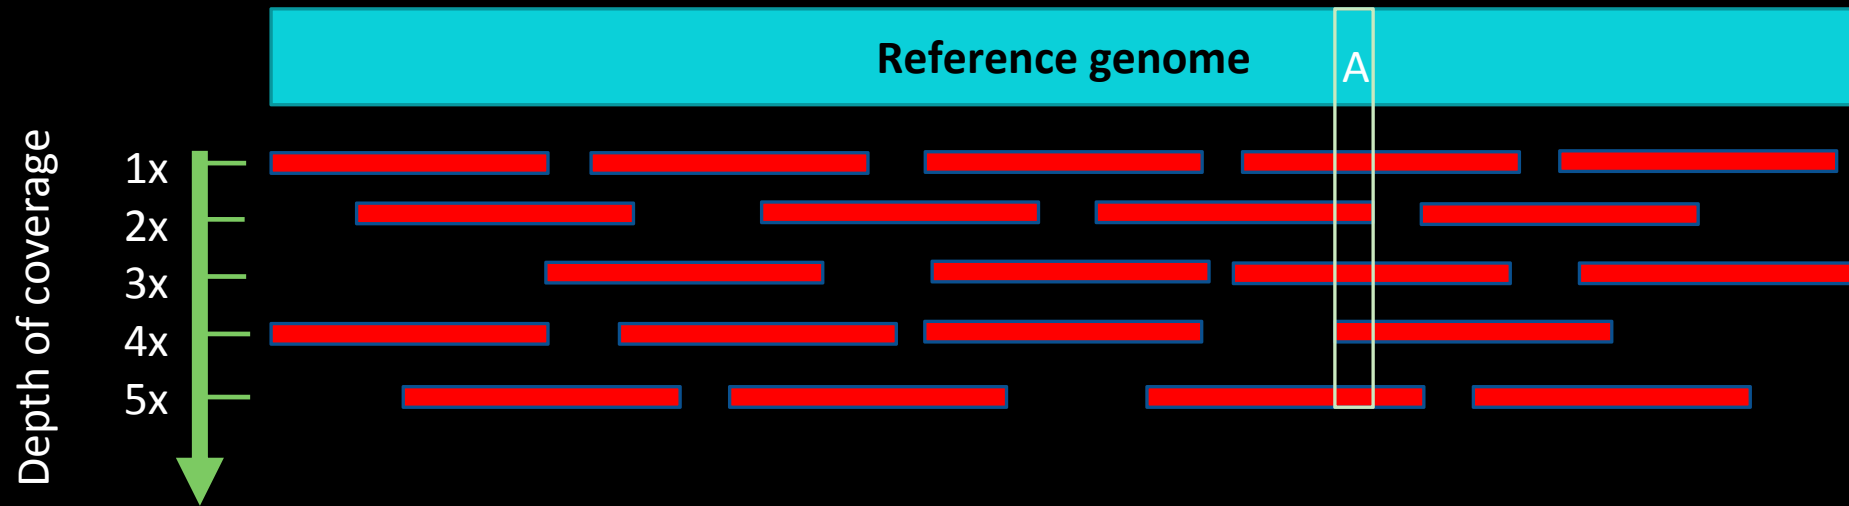 Reference genome
A
Depth of coverage
1x
2x
3x
4x
5x